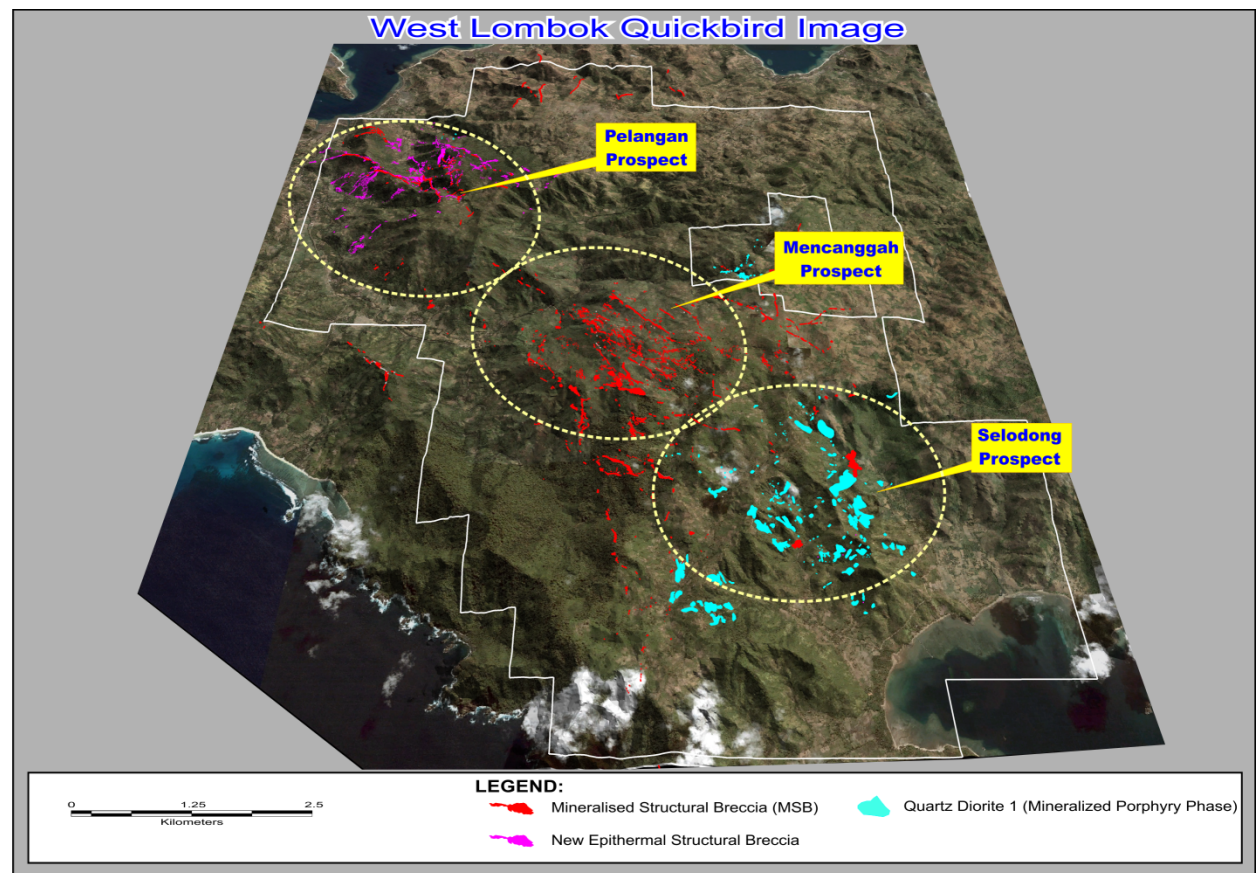 West Lombok Quickbird Image
Pelangan
Prospect
Mencanggah
Prospect
Selodong
Prospect
LEGEND:
0 1.25 2.5
Kilometers
Mineralised Structural Breccia (MSB)
Quartz Diorite 1 (Mineralized Porphyry Phase)
New Epithermal Structural Breccia